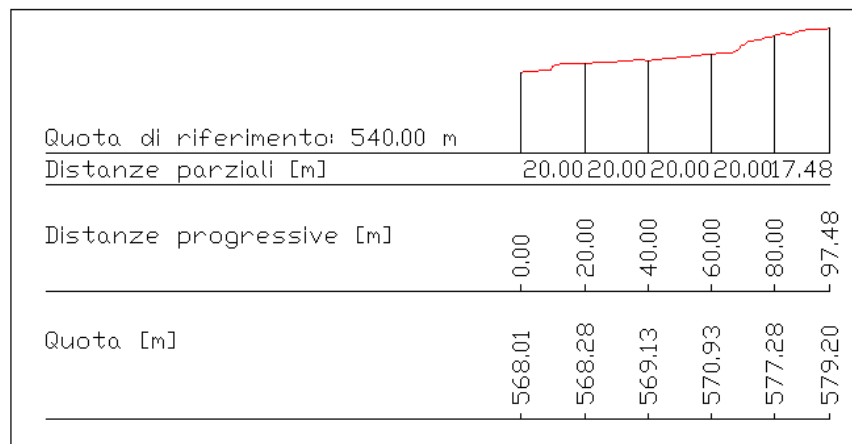 Quota di riferimento: 540.00 m
Distanze parziali [m] 20.00 20.00 20.00 20.00 17.48
Distanze progressive [m] 0.00 20.00 40.00 60.00 80.00 97.48
Quota [m] 568.01 568.28 569.13 570.93 577.28 579.20